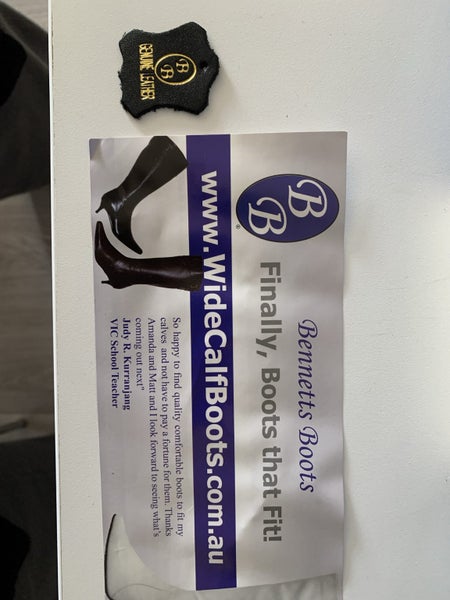 B
B
GENUINE LEATHER
B
B
®
Bennetts Boots
Finally, Boots that Fit!
www.WideCalfBoots.com.au
So happy to find quality comfortable boots to fit my
calves and not have to pay a fortune for them. Thanks
Amanda and Matt and I look forward to seeing what's
coming out next"
Judy R. Kurranjang
VIC School Teacher